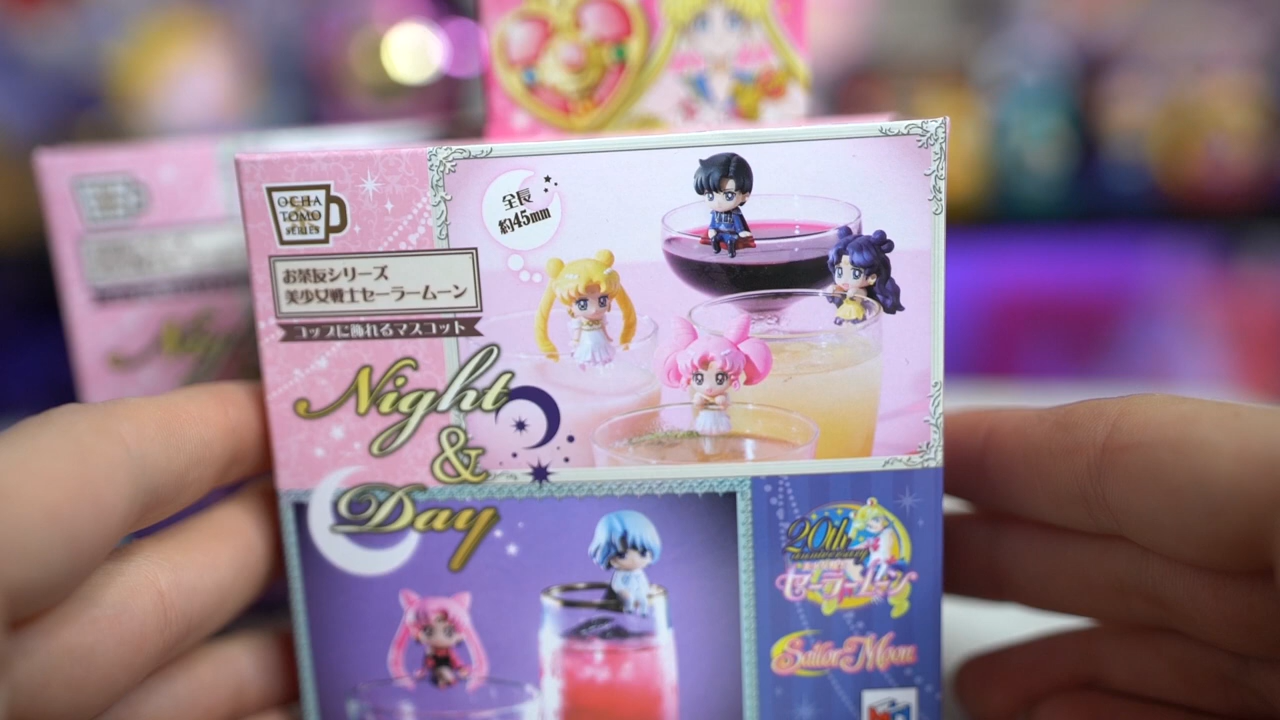 OCHA
TOMO
SERIES
全長
約45mm
お茶友シリーズ
美少女戦士セーラームーン
コップに飾れるマスコット
Night
&
Day
20th
anniversary
セーラームーン
Sailor Moon